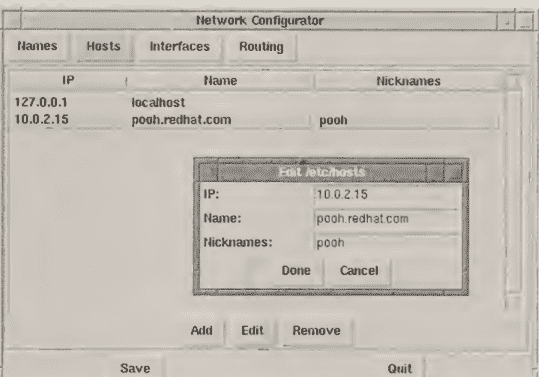 Network Configurator
Names Hosts Interfaces Routing
IP Name Nicknames
127.0.0.1 localhost
10.0.2.15 pooh.redhat.com pooh
Edit /etc/hosts
IP: 10.0.2.15
Name: pooh.redhat.com
Nicknames: pooh
Done Cancel
Add Edit Remove
Save Quit